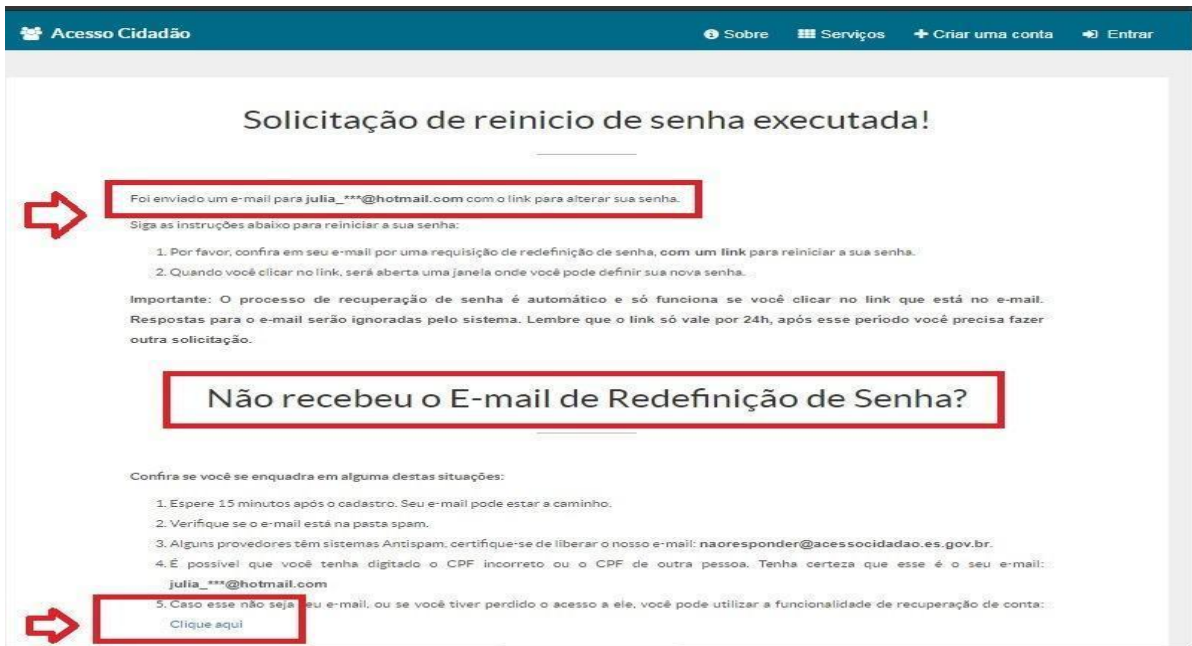 Acesso Cidadão
Sobre
Serviços
Criar uma conta
Entrar
Solicitação de reinicio de senha executada!
Foi enviado um e-mail para julia_***@hotmail.com com o link para alterar sua senha.
Siga as instruções abaixo para reiniciar a sua senha:
1. Por favor, confira em seu e-mail por uma requisição de redefinição de senha, com um link para reiniciar a sua senha.
2. Quando você clicar no link, será aberta uma janela onde você pode definir sua nova senha.
Importante: O processo de recuperação de senha é automático e só funciona se você clicar no link que está no e-mail.
Respostas para o e-mail serão ignoradas pelo sistema. Lembre que o link só vale por 24h, após esse período você precisa fazer
outra solicitação.
Não recebeu o E-mail de Redefinição de Senha?
Confira se você se enquadra em alguma destas situações:
1. Espere 15 minutos após o cadastro. Seu e-mail pode estar a caminho.
2. Verifique se o e-mail está na pasta spam.
3. Alguns provedores têm sistemas Antispam, certifique-se de liberar o nosso e-mail: naoresponder@acessocidadao.es.gov.br.
4. É possível que você tenha digitado o CPF incorreto ou o CPF de outra pessoa. Tenha certeza que esse é o seu e-mail:
julia_***@hotmail.com
5. Caso esse não seja seu e-mail, ou se você tiver perdido o acesso a ele, você pode utilizar a funcionalidade de recuperação de conta:
Clique aqui